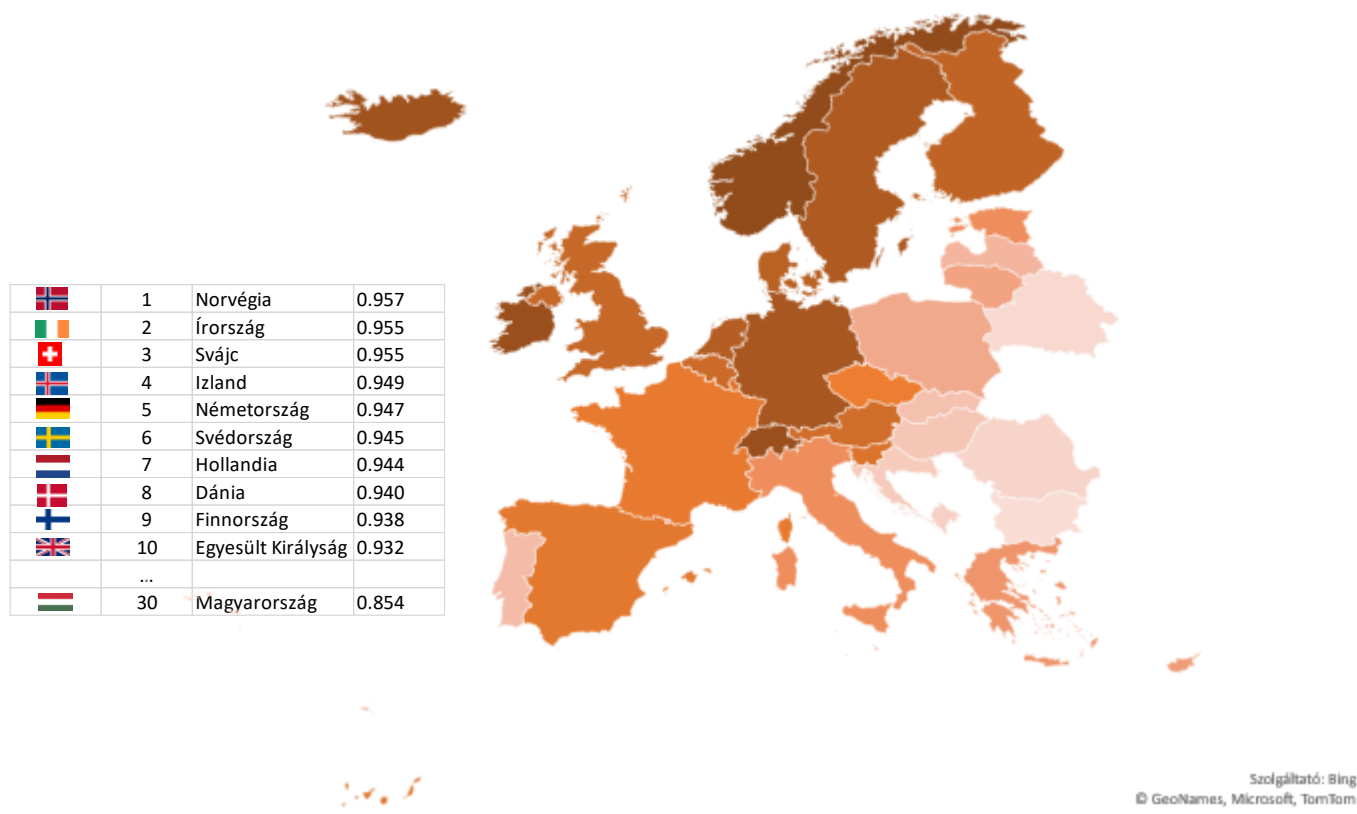 1 Norvégia 0.957
2 Írország 0.955
3 Svájc 0.955
4 Izland 0.949
5 Németország 0.947
6 Svédország 0.945
7 Hollandia 0.944
8 Dánia 0.940
9 Finnország 0.938
10 Egyesült Királyság 0.932
...
30 Magyarország 0.854
Szolgáltató: Bing
© GeoNames, Microsoft, TomTom